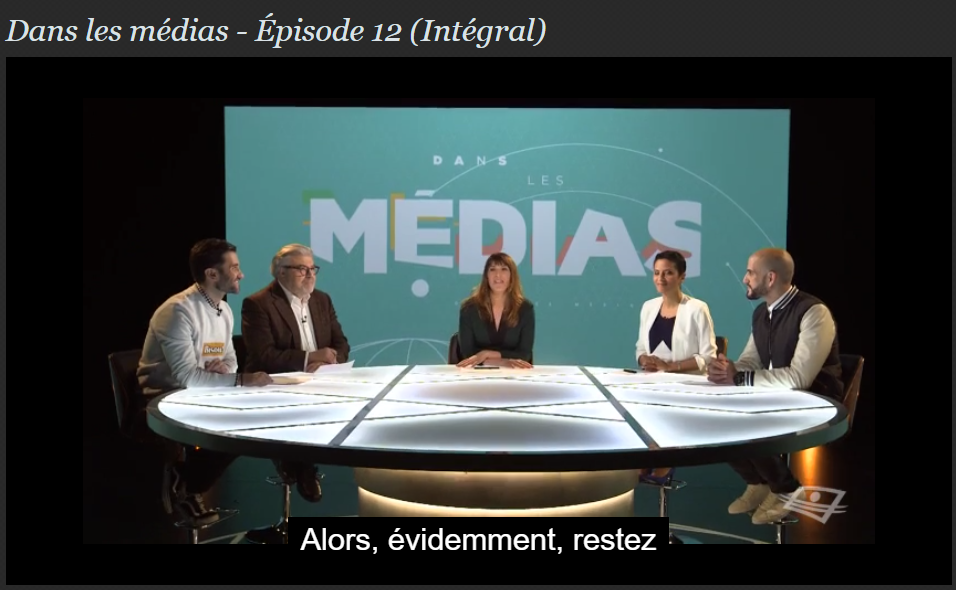 Dans les médias - Épisode 12 (Intégral)
DANS
LES
MÉDIAS
Alors, évidemment, restez